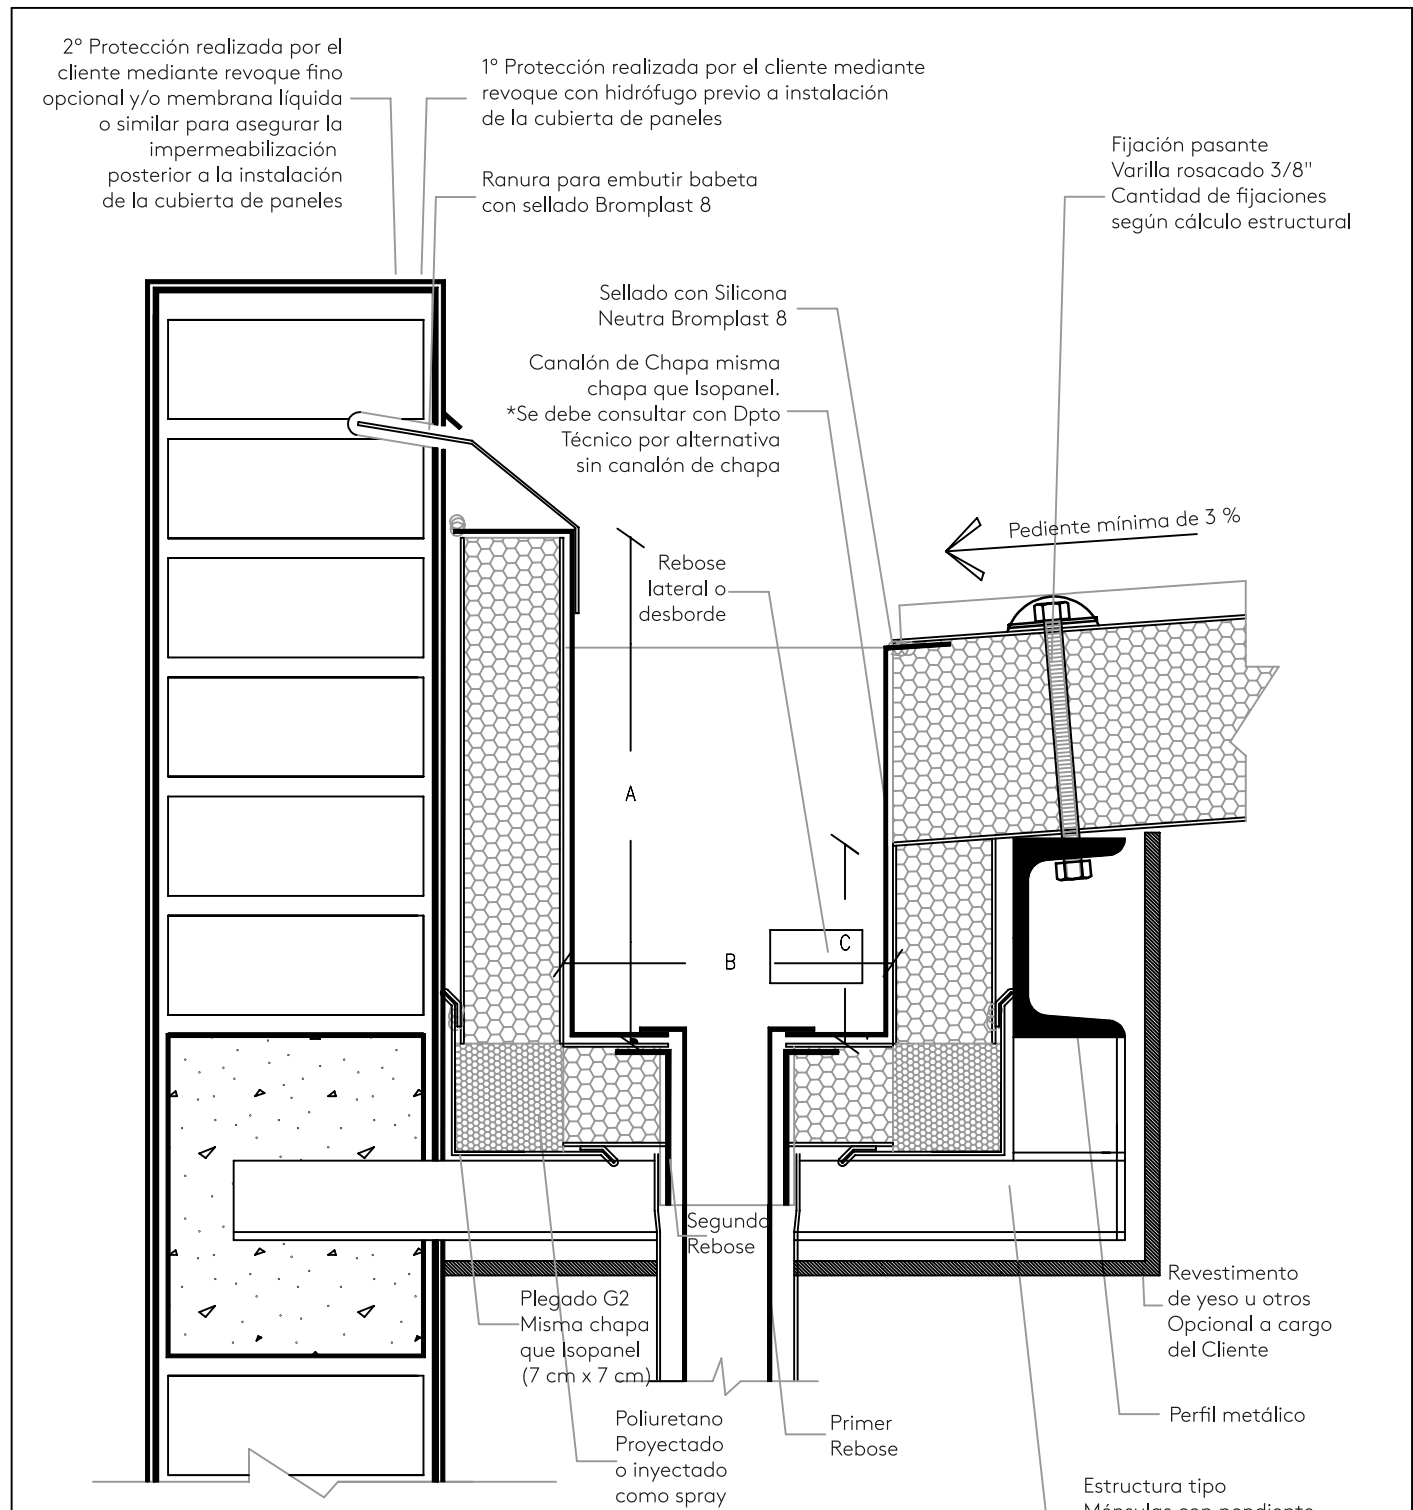 2º Protección realizada por el
cliente mediante revoque fino
opcional y/o membrana líquida
o similar para asegurar la
impermeabilización
posterior a la instalación
de la cubierta de paneles
1º Protección realizada por el cliente mediante
revoque con hidrófugo previo a instalación
de la cubierta de paneles
Ranura para embutir babeta
con sellado Bromplast 8
Fijación pasante
Varilla rosacado 3/8"
Cantidad de fijaciones
según cálculo estructural
Sellado con Silicona
Neutra Bromplast 8
Canalón de Chapa misma
chapa que Isopanel.
*Se debe consultar con Dpto
Técnico por alternativa
sin canalón de chapa
Pediente mínima de 3 %
Rebose
lateral o
desborde
A
B
C
Segundo
Rebose
Plegado G2
Misma chapa
que Isopanel
(7 cm x 7 cm)
Revestimento
de yeso u otros
Opcional a cargo
del Cliente
Poliuretano
Proyectado
o inyectado
como spray
Primer
Rebose
Perfil metálico
Estructura tipo
Ménsulas con pendiente